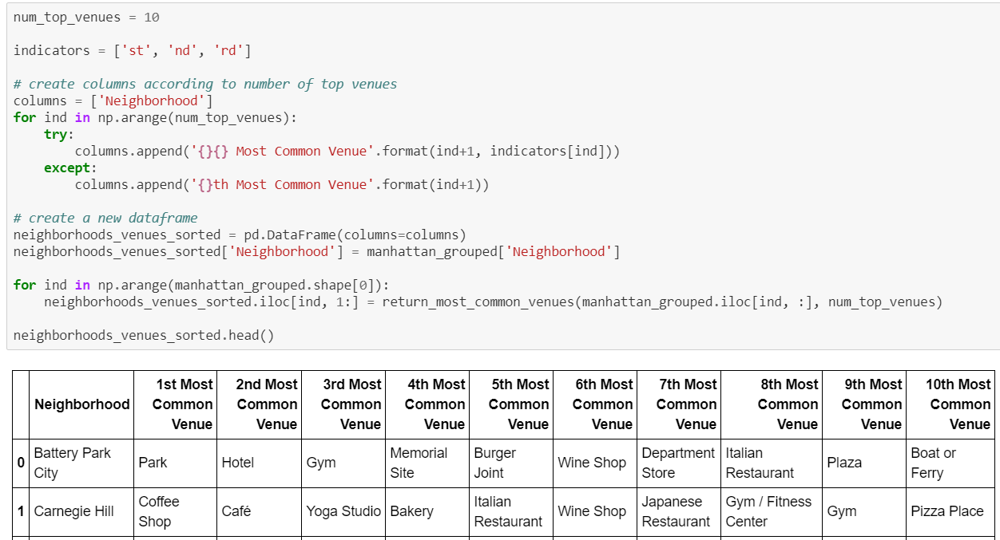 num_top_venues = 10

indicators = ['st', 'nd', 'rd']

# create columns according to number of top venues
columns = ['Neighborhood']
for ind in np.arange(num_top_venues):
    try:
        columns.append('{}{} Most Common Venue'.format(ind+1, indicators[ind]))
    except:
        columns.append('{}th Most Common Venue'.format(ind+1))

# create a new dataframe
neighborhoods_venues_sorted = pd.DataFrame(columns=columns)
neighborhoods_venues_sorted['Neighborhood'] = manhattan_grouped['Neighborhood']

for ind in np.arange(manhattan_grouped.shape[0]):
    neighborhoods_venues_sorted.iloc[ind, 1:] = return_most_common_venues(manhattan_grouped.iloc[ind, :], num_top_venues)

neighborhoods_venues_sorted.head()

Neighborhood
1st Most
Common
Venue
2nd Most
Common
Venue
3rd Most
Common
Venue
4th Most
Common
Venue
5th Most
Common
Venue
6th Most
Common
Venue
7th Most
Common
Venue
8th Most
Common
Venue
9th Most
Common
Venue
10th Most
Common
Venue
0
Battery Park
City
Park
Hotel
Gym
Memorial
Site
Burger
Joint
Wine Shop
Department
Store
Italian
Restaurant
Plaza
Boat or
Ferry
1
Carnegie Hill
Coffee
Shop
Café
Yoga Studio
Bakery
Italian
Restaurant
Wine Shop
Japanese
Restaurant
Gym / Fitness
Center
Gym
Pizza Place